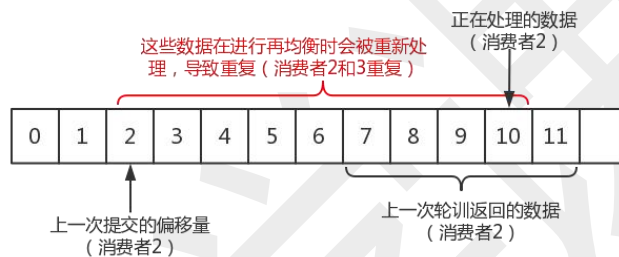 正在处理的数据
（消费者2）
这些数据在进行再均衡时会被重新处
理，导致重复（消费者2和3重复）
0 1 2 3 4 5 6 7 8 9 10 11
上一次提交的偏移量
（消费者2）
上一次轮训返回的数据
（消费者2）